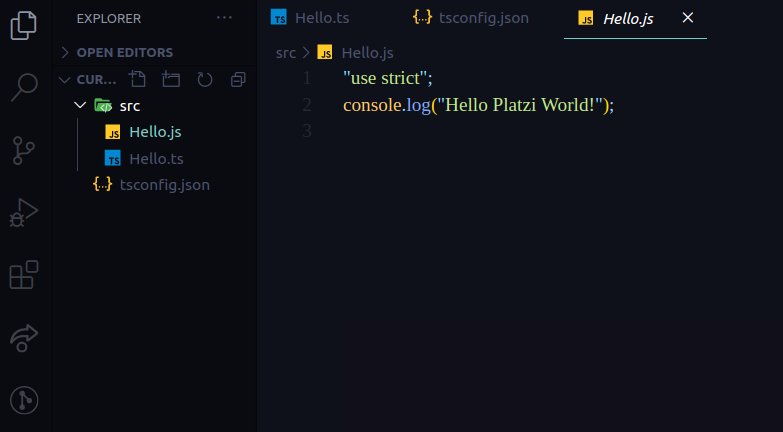 EXPLORER ...
OPEN EDITORS
CUR...
src
JS Hello.js
TS Hello.ts
{..} tsconfig.json
TS Hello.ts {..} tsconfig.json JS Hello.js
src > JS Hello.js
1 "use strict";
2 console.log("Hello Platzi World!");
3